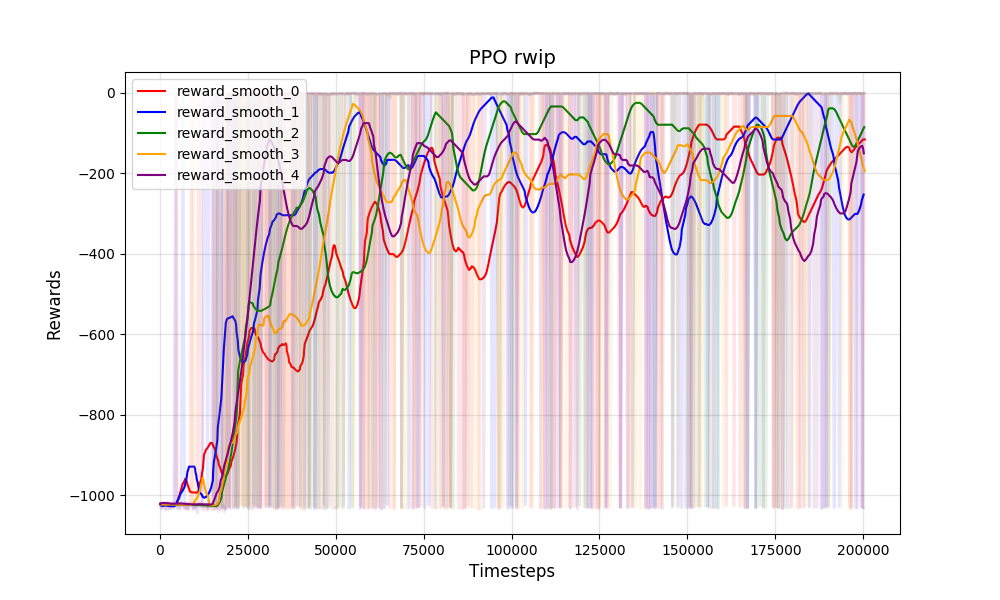 PPO rwip
reward_smooth_0
reward_smooth_1
reward_smooth_2
reward_smooth_3
reward_smooth_4
Rewards
0
−200
−400
−600
−800
−1000
0 25000 50000 75000 100000 125000 150000 175000 200000
Timesteps